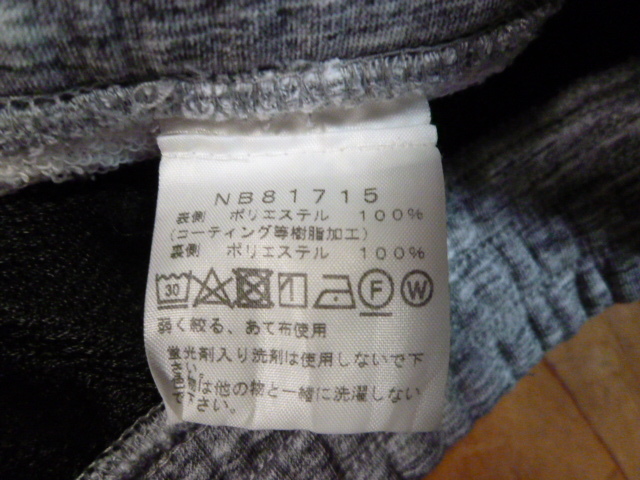 NB81715
表側 ポリエステル 100%
(コーティング等樹脂加工)
裏側 ポリエステル 100%
30 F W
弱く絞る、あて布使用
蛍光剤入り洗剤は使用しないで下
さい。
色物は他の物と一緒に洗濯しない
で下さい。